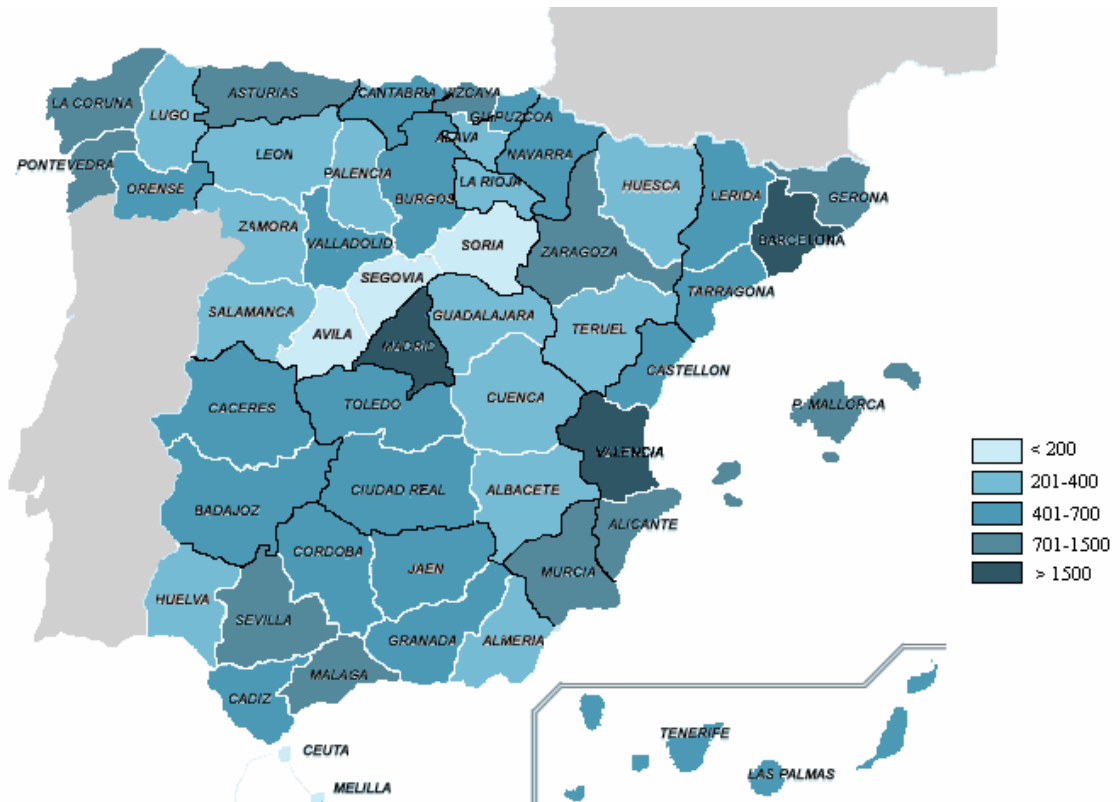 ASTURIAS
CANTABRIA
VIZCAYA
LA CORUNA
LUGO
GUIPUZCOA
ALAVA
PONTEVEDRA
LEON
NAVARRA
ORENSE
PALENCIA
BURGOS
LA RIOJA
HUESCA
LERIDA
GERONA
ZAMORA
VALLADOLID
SORIA
ZARAGOZA
BARCELONA
SEGOVIA
TARRAGONA
SALAMANCA
AVILA
MADRID
GUADALAJARA
TERUEL
CASTELLON
CACERES
TOLEDO
CUENCA
P. MALLORCA
VALENCIA
BADAJOZ
CIUDAD REAL
ALBACETE
ALICANTE
CORDOBA
JAEN
MURCIA
HUELVA
SEVILLA
GRANADA
ALMERIA
MALAGA
CADIZ
CEUTA
MELILLA
TENERIFE
LAS PALMAS
< 200
201-400
401-700
701-1500
> 1500